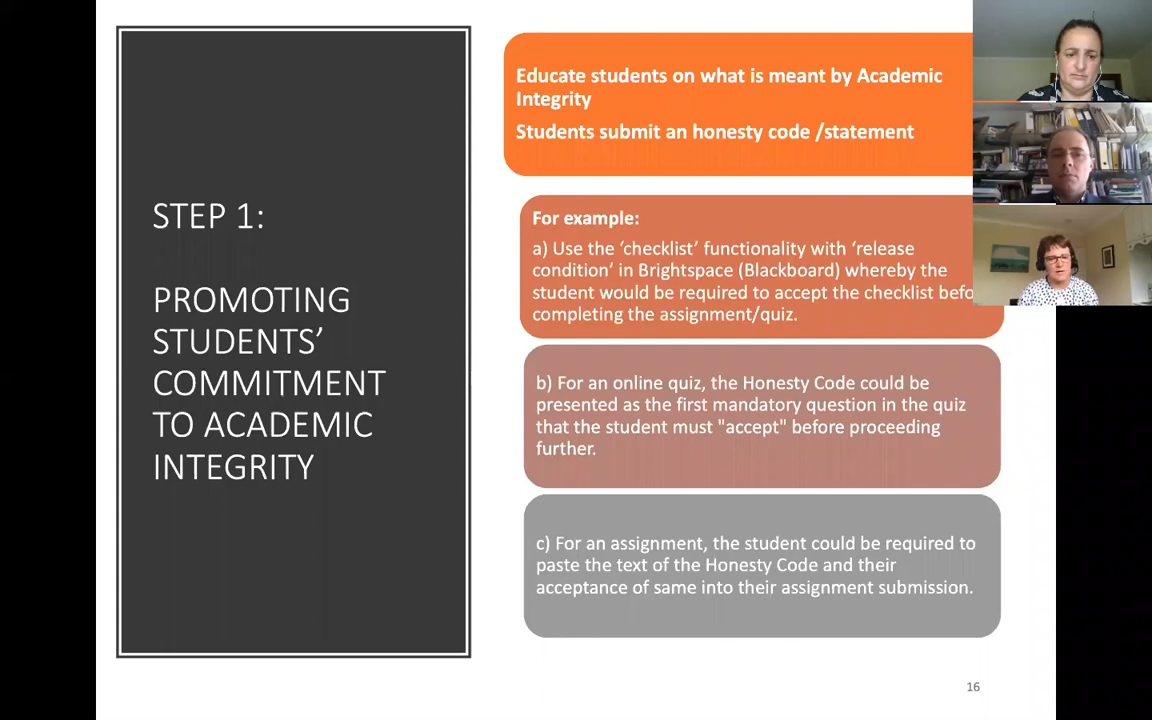 STEP 1:
PROMOTING
STUDENTS’
COMMITMENT
TO ACADEMIC
INTEGRITY
Educate students on what is meant by Academic
Integrity
Students submit an honesty code /statement
For example:
a) Use the ‘checklist’ functionality with ‘release
condition’ in Brightspace (Blackboard) whereby the
student would be required to accept the checklist befo
completing the assignment/quiz.
b) For an online quiz, the Honesty Code could be
presented as the first mandatory question in the quiz
that the student must "accept" before proceeding
further.
c) For an assignment, the student could be required to
paste the text of the Honesty Code and their
acceptance of same into their assignment submission.
16